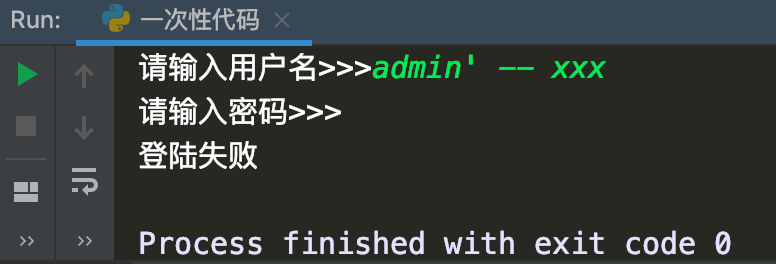 Run: 一次性代码
请输入用户名>>>admin' -- xxx
请输入密码>>>
登陆失败
Process finished with exit code 0